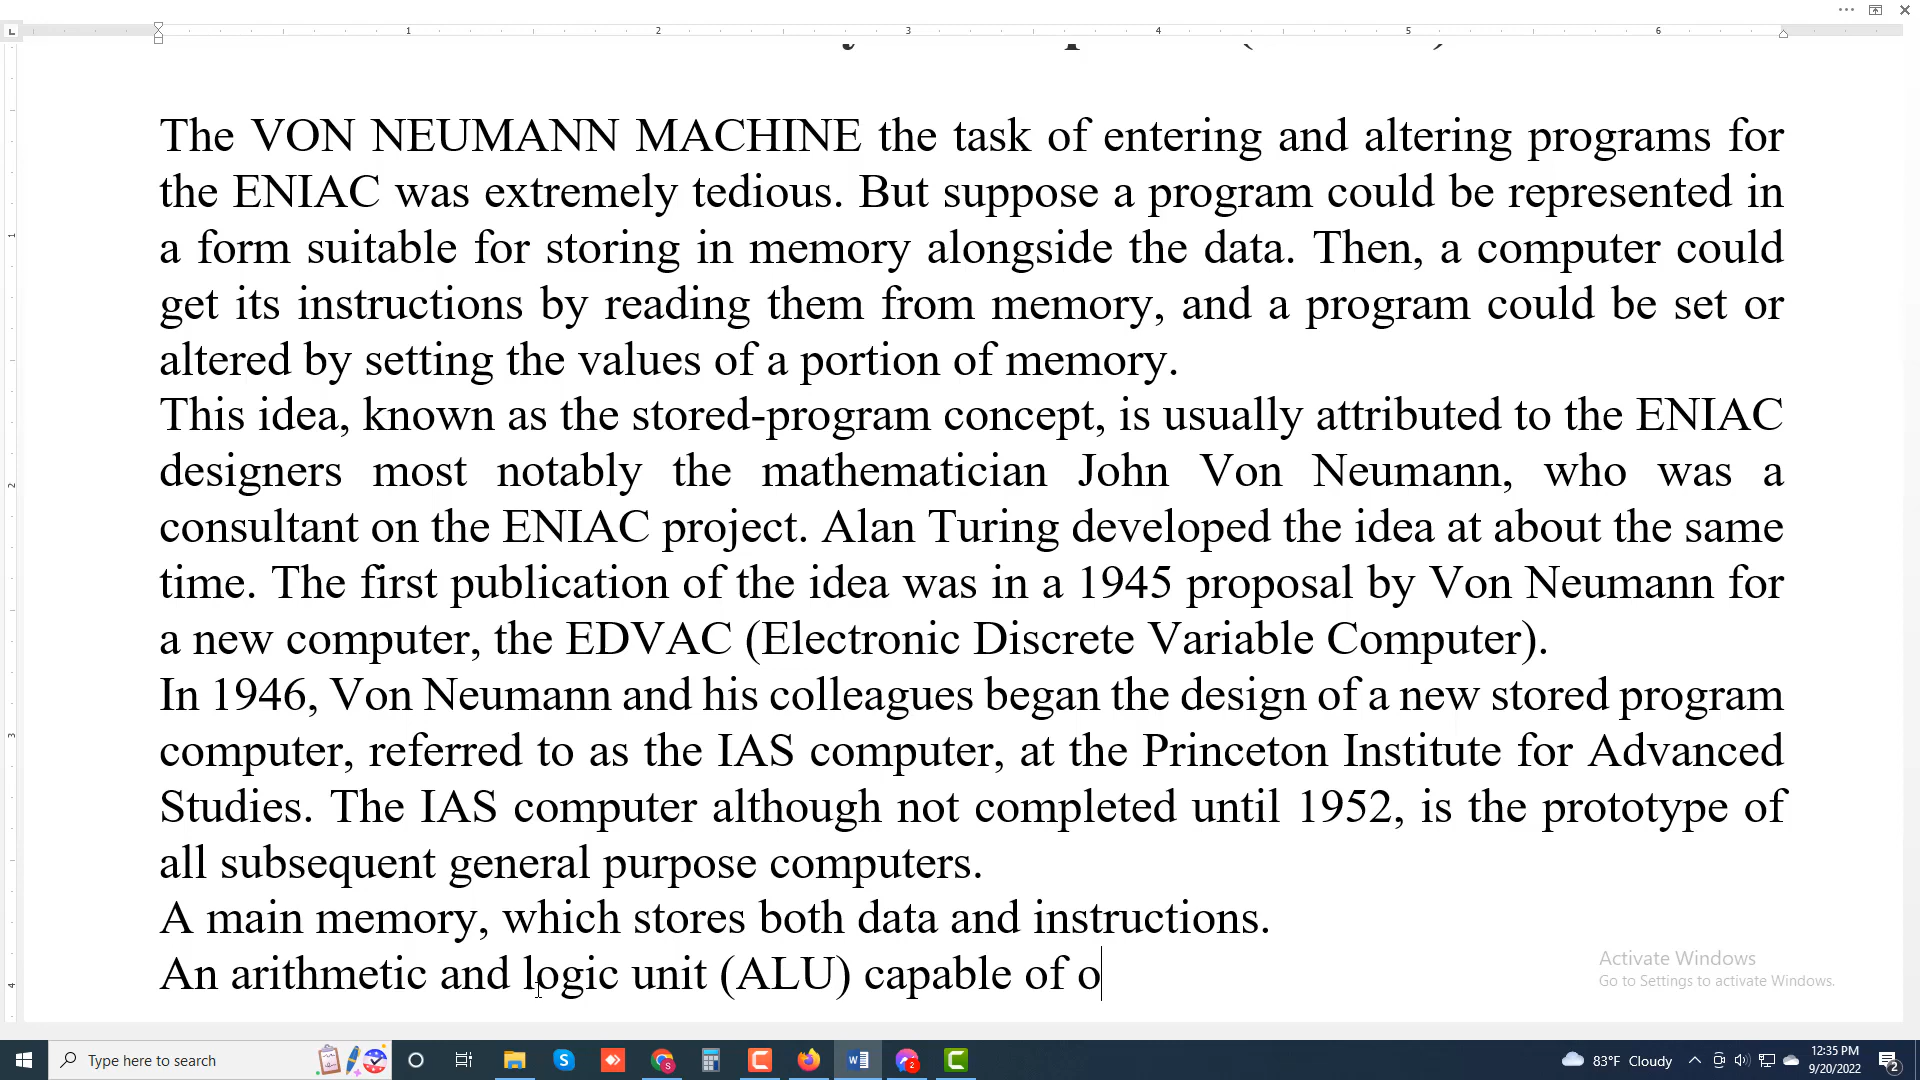 1 2 3 4 5 6
The VON NEUMANN MACHINE the task of entering and altering programs for
the ENIAC was extremely tedious. But suppose a program could be represented in
a form suitable for storing in memory alongside the data. Then, a computer could
get its instructions by reading them from memory, and a program could be set or
altered by setting the values of a portion of memory.
This idea, known as the stored-program concept, is usually attributed to the ENIAC
designers most notably the mathematician John Von Neumann, who was a
consultant on the ENIAC project. Alan Turing developed the idea at about the same
time. The first publication of the idea was in a 1945 proposal by Von Neumann for
a new computer, the EDVAC (Electronic Discrete Variable Computer).
In 1946, Von Neumann and his colleagues began the design of a new stored program
computer, referred to as the IAS computer, at the Princeton Institute for Advanced
Studies. The IAS computer although not completed until 1952, is the prototype of
all subsequent general purpose computers.
A main memory, which stores both data and instructions.
An arithmetic and logic unit (ALU) capable of o
Activate Windows
Go to Settings to activate Windows.
Type here to search
83°F Cloudy
12:35 PM
9/20/2022